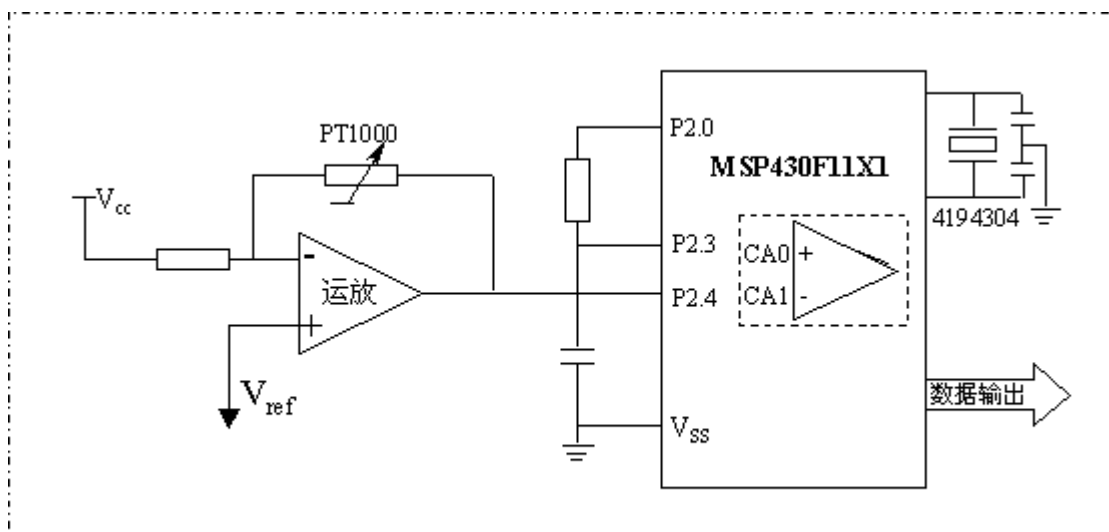 PT1000
P2.0
MSP430F11X1
Vcc
4194304
P2.3
CA0 +
-
运放
P2.4
CA1 -
+
Vref
数据输出
VSS